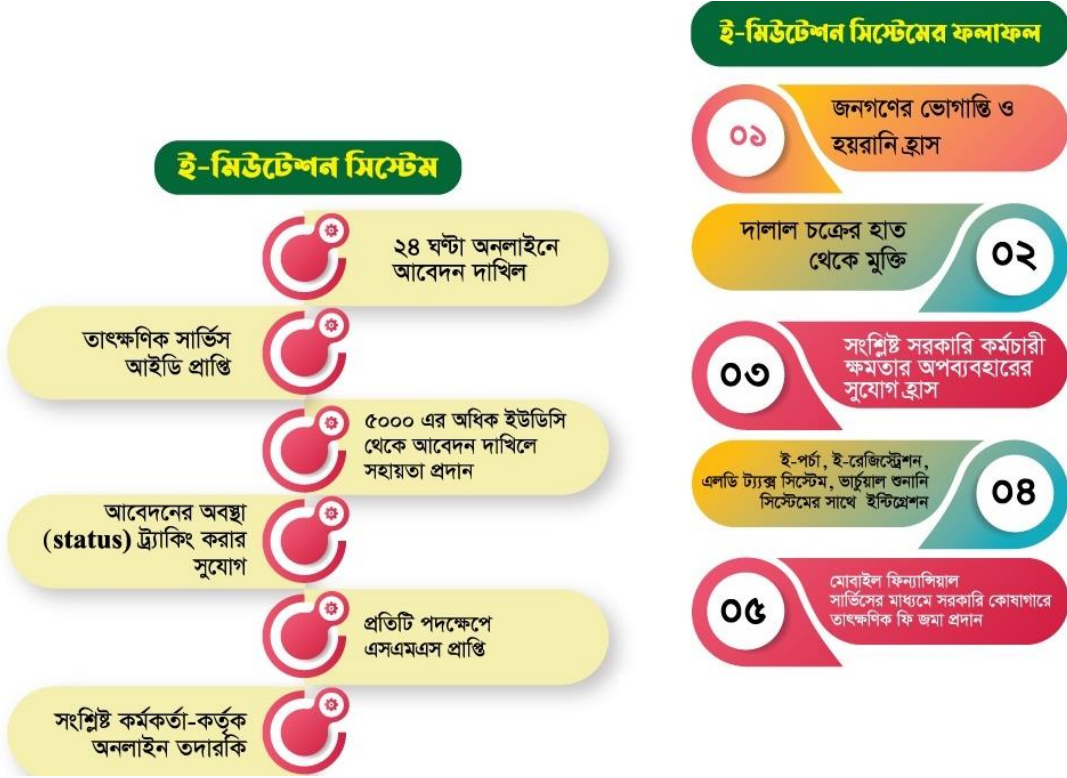 ই-মিউটেশন সিস্টেম
২৪ ঘণ্টা অনলাইনে
আবেদন দাখিল
তাৎক্ষণিক সার্ভিস
আইডি প্রাপ্তি
৫০০০ এর অধিক ইউডিসি
থেকে আবেদন দাখিলে
সহায়তা প্রদান
আবেদনের অবস্থা
(status) ট্র্যাকিং করার
সুযোগ
প্রতিটি পদক্ষেপে
এসএমএস প্রাপ্তি
সংশ্লিষ্ট কর্মকর্তা-কর্তৃক
অনলাইন তদারকি
ই-মিউটেশন সিস্টেমের ফলাফল
০১
জনগণের ভোগান্তি ও
হয়রানি হ্রাস
দালাল চক্রের হাত
থেকে মুক্তি
০২
০৩
সংশ্লিষ্ট সরকারি কর্মচারী
ক্ষমতার অপব্যবহারের
সুযোগ হ্রাস
ই-পর্চা, ই-রেজিস্ট্রেশন,
এলডি ট্যাক্স সিস্টেম, ভার্চুয়াল শুনানি
সিস্টেমের সাথে ইন্টিগ্রেশন
০৪
০৫
মোবাইল ফিন্যান্সিয়াল
সার্ভিসের মাধ্যমে সরকারি কোষাগারে
তাৎক্ষণিক ফি জমা প্রদান